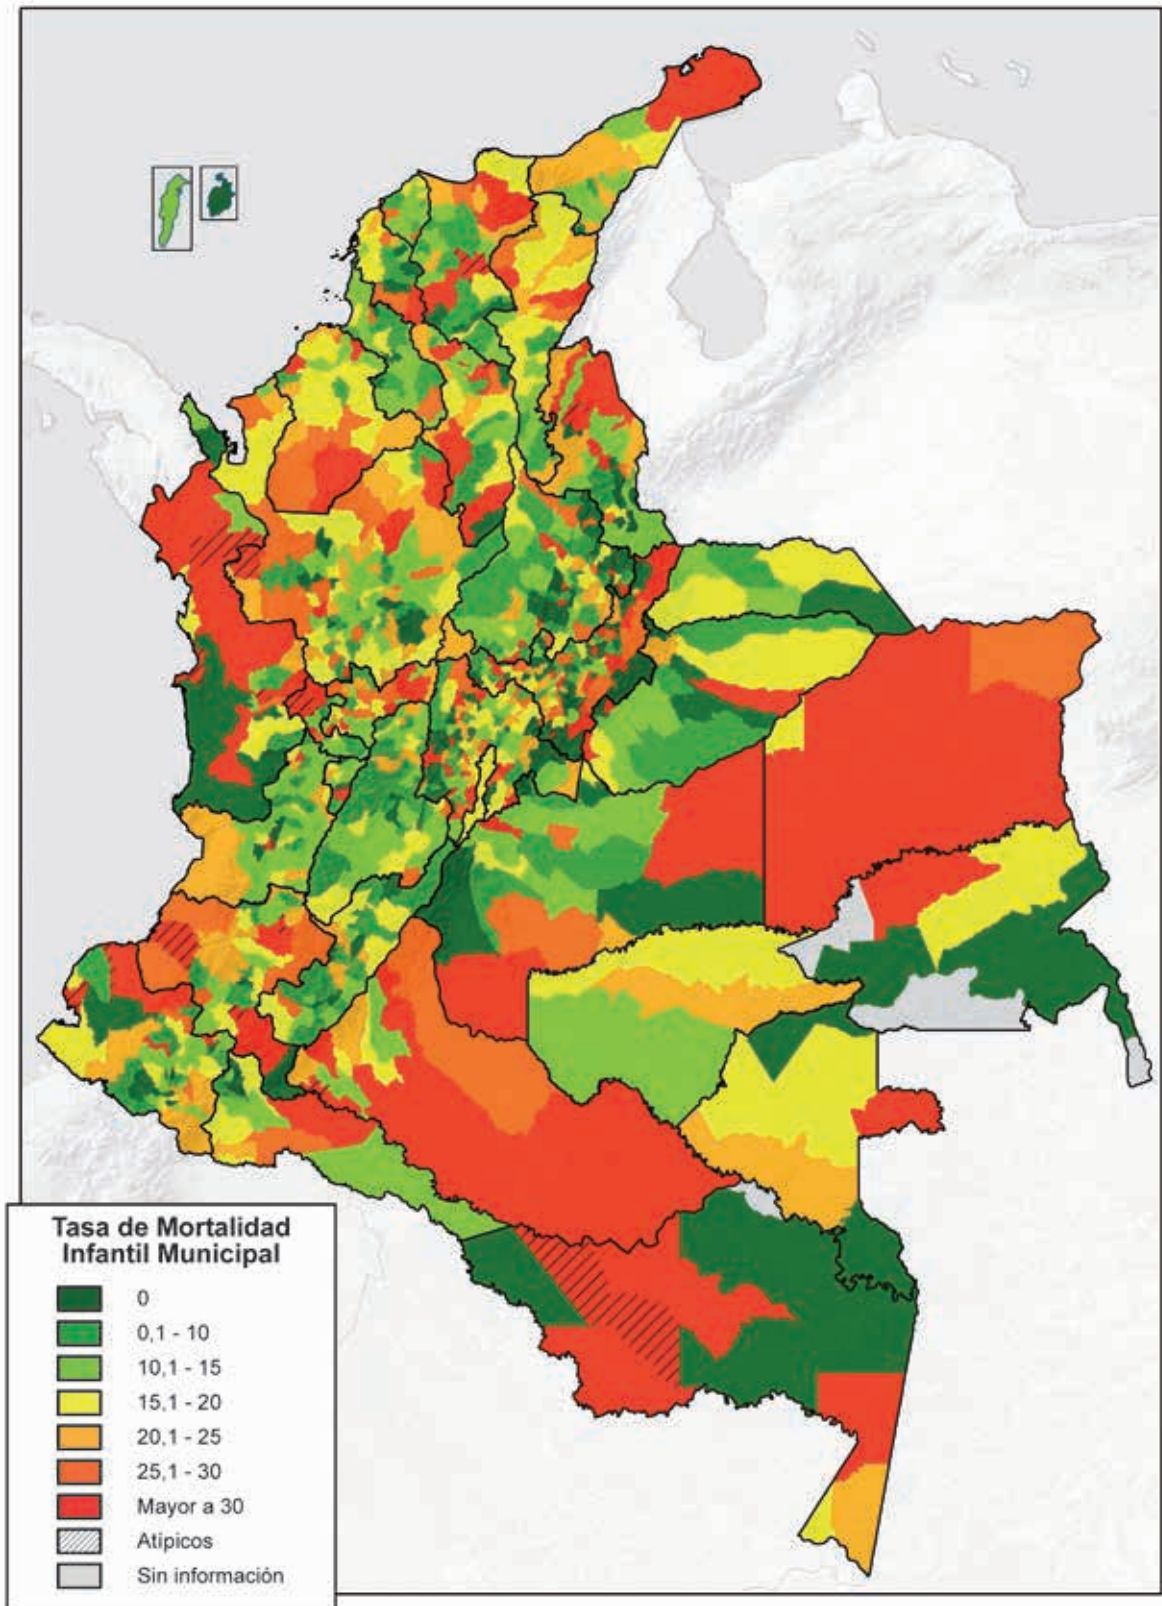 Tasa de Mortalidad
Infantil Municipal
0
0,1 - 10
10,1 - 15
15,1 - 20
20,1 - 25
25,1 - 30
Mayor a 30
Atípicos
Sin información